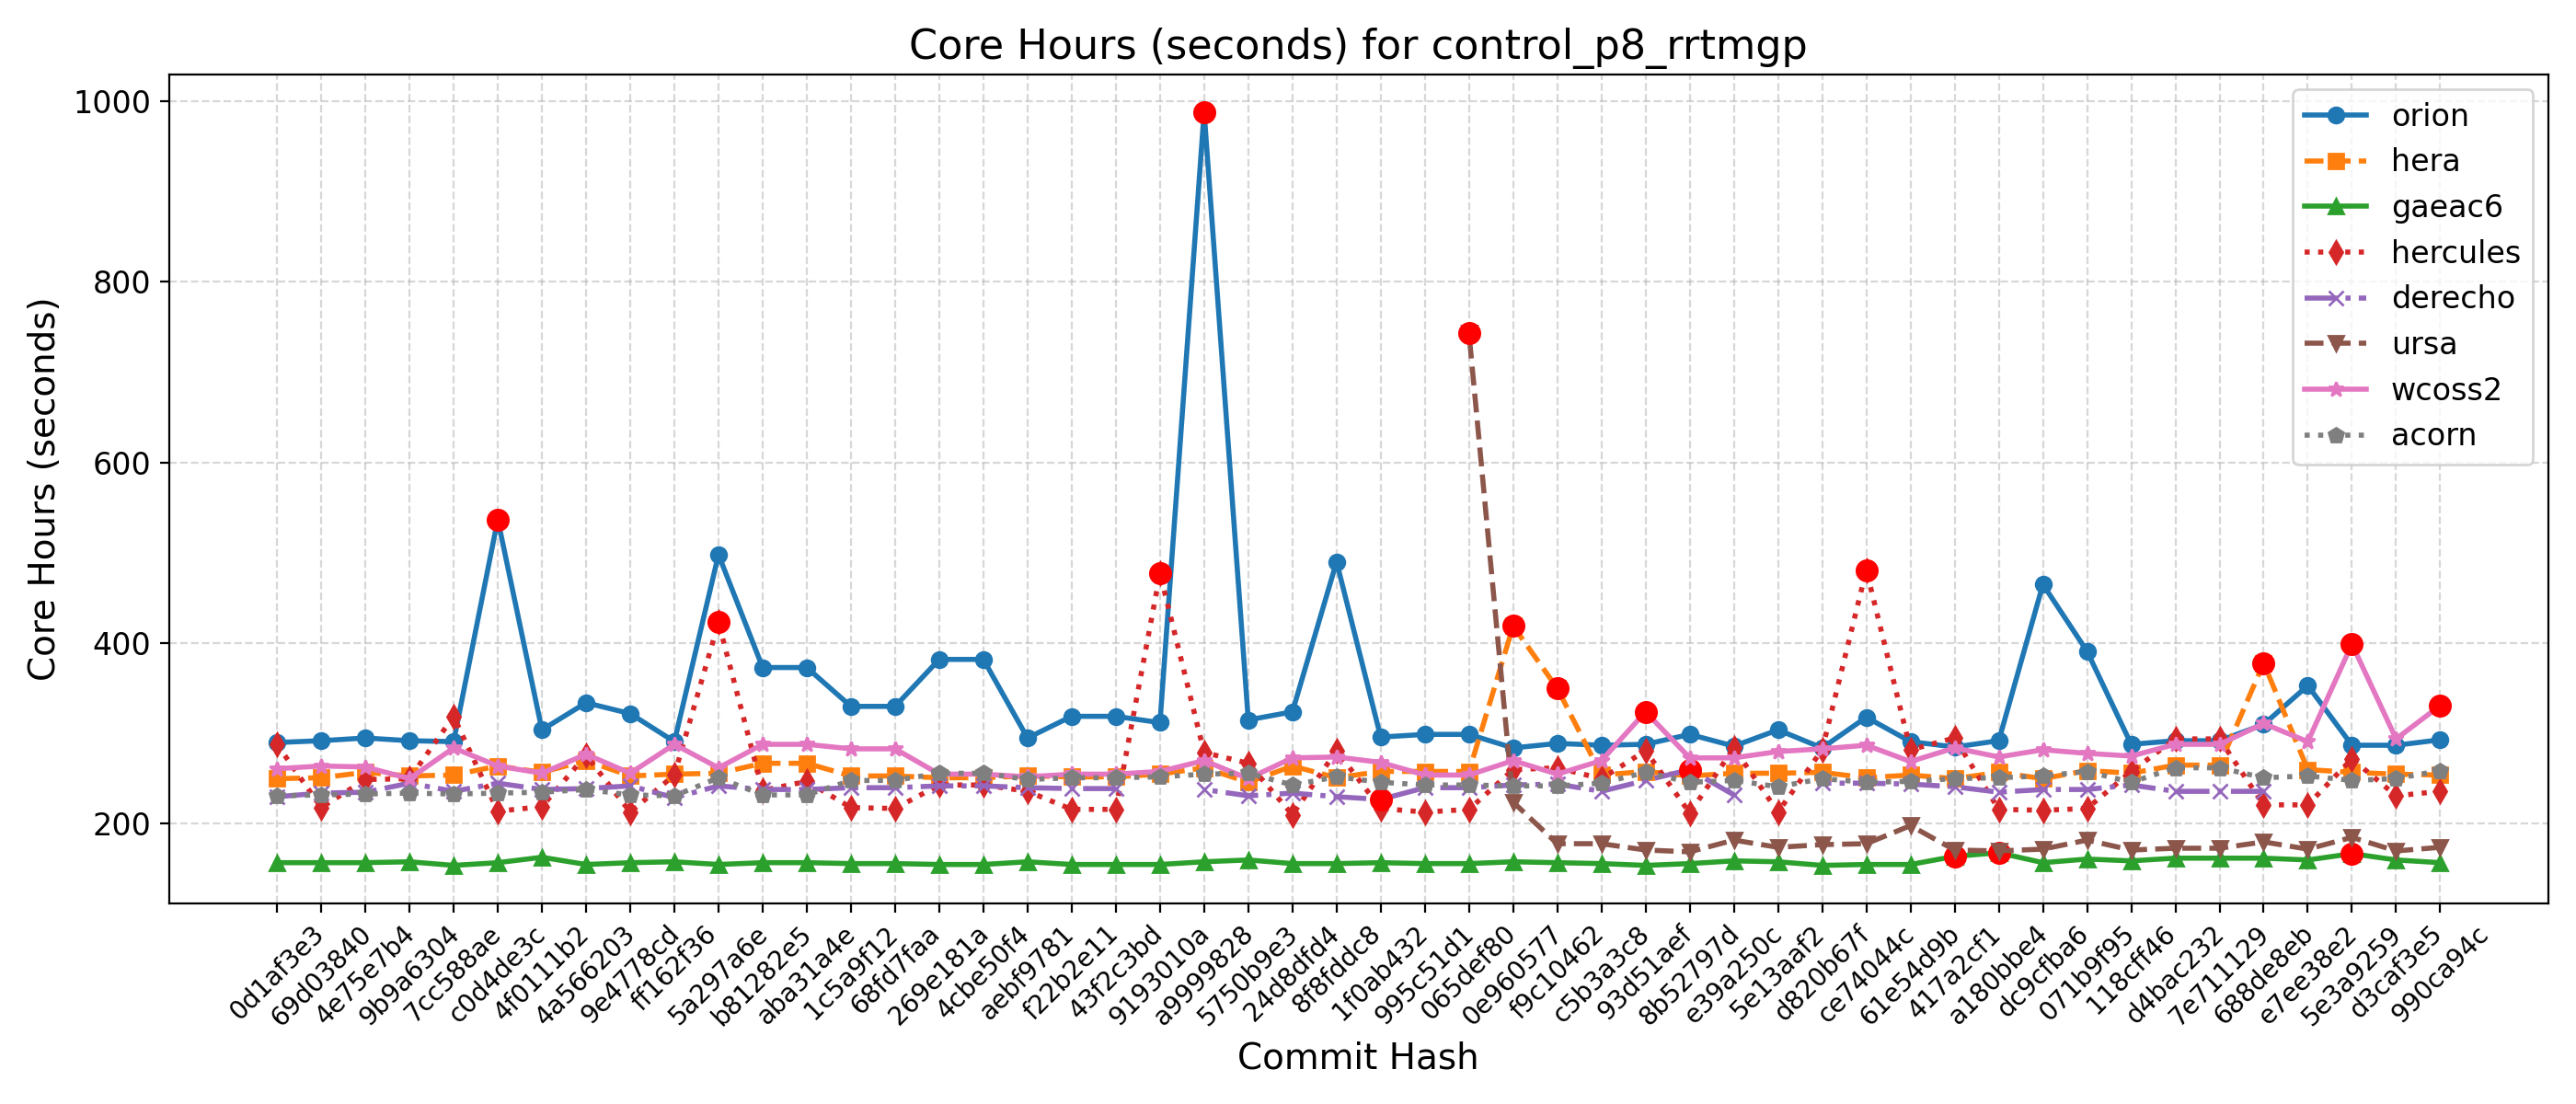 Core Hours (seconds) for control_p8_rrtmgp
Core Hours (seconds)
1000
800
600
400
200
orion
hera
gaeac6
hercules
derecho
ursa
wcoss2
acorn
0d1af3e3
69d03840
4e75e7b4
9b9a6304
7cc588ae
c0d4de3c
4f0111b2
4a566203
9e4778cd
ff162f36
5a297a6e
b81282e5
aba31a4e
1c5a9f12
68fd7faa
269e181a
4cbe50f4
aebf9781
f22b2e11
43f2c3bd
9193010a
a9999828
5750b9e3
24d8dfd4
8f8fddc8
1f0ab432
995c51d1
065def80
0e960577
f9c10462
c5b3a3c8
93d51aef
8b52797d
e39a250c
5e13aaf2
d820b67f
ce74044c
61e54d9b
417a2cf1
a180bbe4
dc9cfba6
071b9f95
118cff46
d4bac232
7e711129
688de8eb
e7ee38e2
5e3a9259
d3caf3e5
990ca94c
Commit Hash